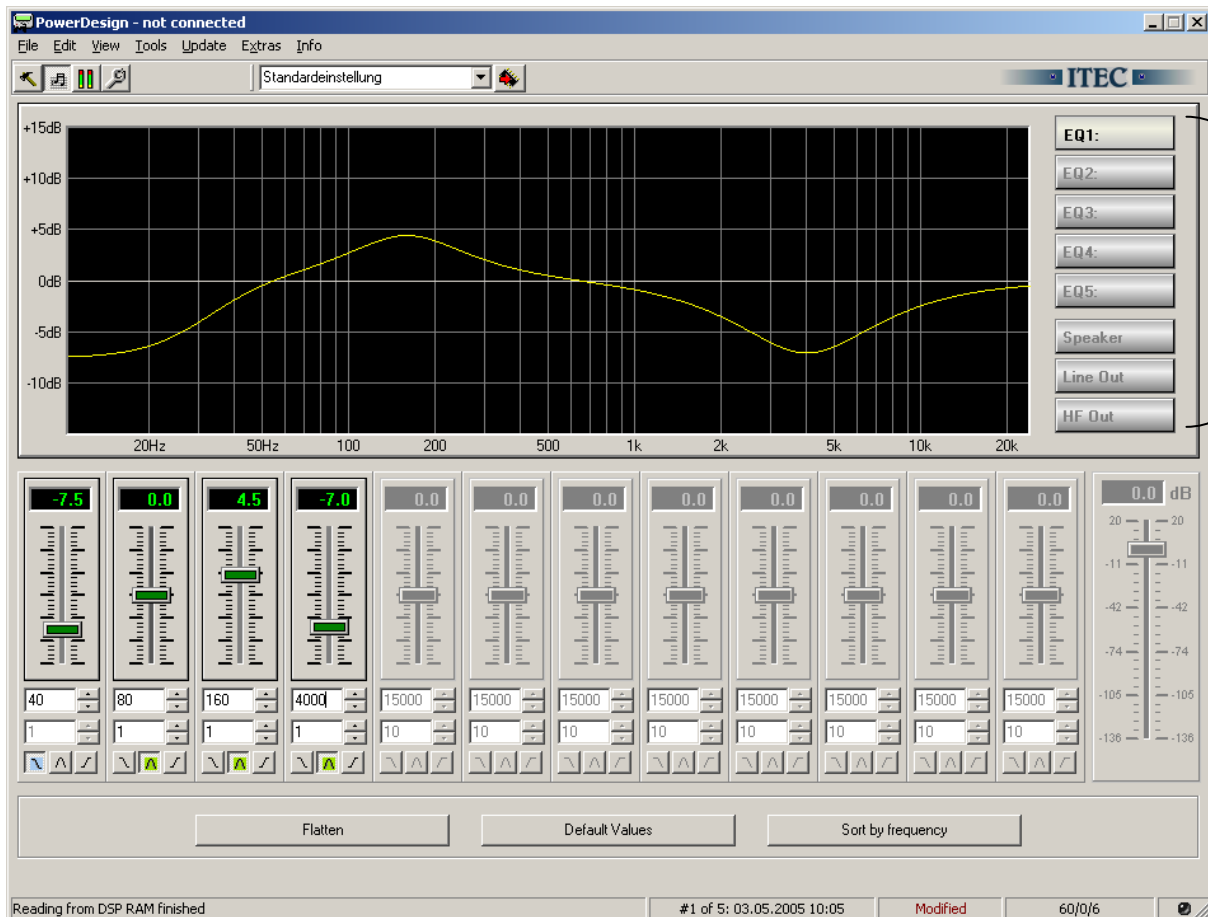 PowerDesign - not connected
File Edit View Tools Update Extras Info
Standardeinstellung
ITEC
+15dB
+10dB
+5dB
0dB
-5dB
-10dB
20Hz 50Hz 100 200 500 1k 2k 5k 10k 20k
EQ1:
EQ2:
EQ3:
EQ4:
EQ5:
Speaker
Line Out
HF Out
-7.5 0.0 4.5 -7.0 0.0 0.0 0.0 0.0 0.0 0.0 0.0 0.0 0.0 dB
20 20
-11 -11
-42 -42
-74 -74
-105 -105
-136 -136
40 80 160 4000 15000 15000 15000 15000 15000 15000 15000 15000
1 1 1 1 10 10 10 10 10 10 10 10
Flatten Default Values Sort by frequency
Reading from DSP RAM finished #1 of 5: 03.05.2005 10:05 Modified 60/0/6